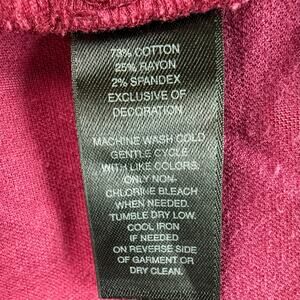 73% COTTON
25% RAYON
2% SPANDEX
EXCLUSIVE OF
DECORATION
MACHINE WASH COLD
GENTLE CYCLE
WITH LIKE COLORS.
ONLY NON-
CHLORINE BLEACH
WHEN NEEDED.
TUMBLE DRY LOW.
COOL IRON
IF NEEDED
ON REVERSE SIDE
OF GARMENT OR
DRY CLEAN.